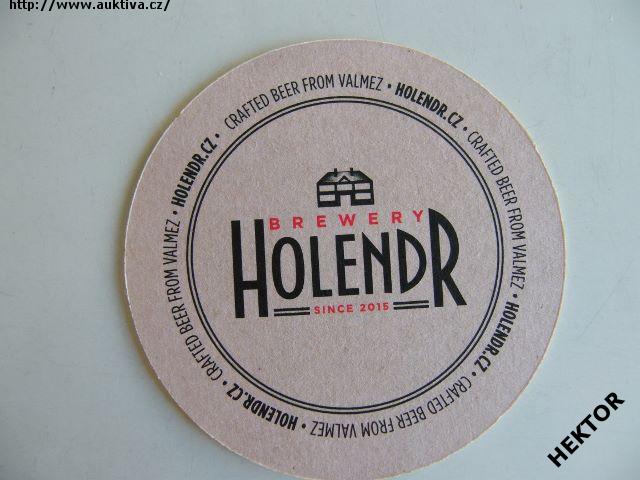 http://www.auktiva.cz/
CRAFTED BEER FROM VALMEZ • HOLENDR.CZ • CRAFTED BEER FROM VALMEZ • HOLENDR.CZ • CRAFTED BEER FROM VALMEZ • HOLENDR.CZ • CRAFTED BEER FROM VALMEZ • HOLENDR.CZ •
BREWERY
HOLENDR
SINCE 2015
HEKTOR